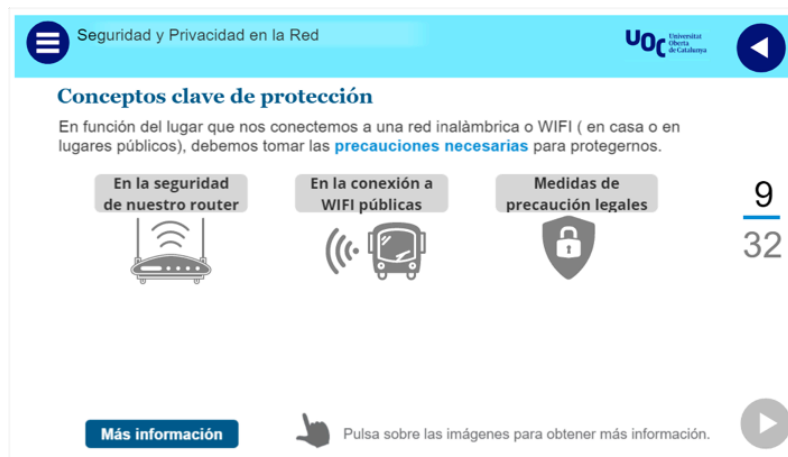 Seguridad y Privacidad en la Red
UOC Universitat
Oberta
de Catalunya
Conceptos clave de protección
En función del lugar que nos conectemos a una red inalàmbrica o WIFI ( en casa o en
lugares públicos), debemos tomar las precauciones necesarias para protegernos.
En la seguridad
de nuestro router
En la conexión a
WIFI públicas
Medidas de
precaución legales
9
32
Más información
Pulsa sobre las imágenes para obtener más información.